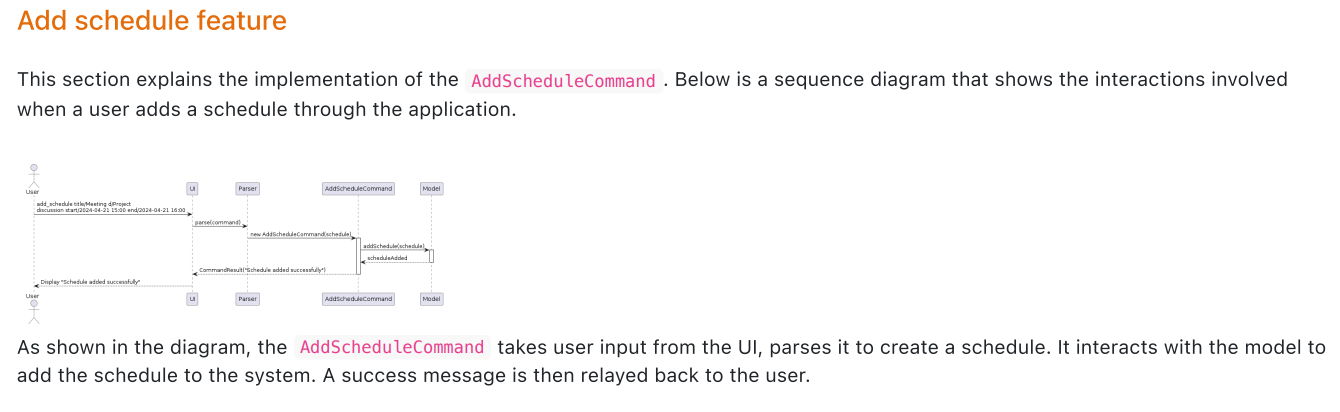 Add schedule feature
This section explains the implementation of the AddScheduleCommand. Below is a sequence diagram that shows the interactions involved
when a user adds a schedule through the application.
User
UI
Parser
AddScheduleCommand
Model
add_schedule title/Meeting d/Project
discussion start/2024-04-21 15:00 end/2024-04-21 16:00
parse(command)
new AddScheduleCommand(schedule)
addSchedule(schedule)
scheduleAdded
CommandResult("Schedule added successfully")
Display "Schedule added successfully"
User
UI
Parser
AddScheduleCommand
Model
As shown in the diagram, the AddScheduleCommand takes user input from the UI, parses it to create a schedule. It interacts with the model to
add the schedule to the system. A success message is then relayed back to the user.